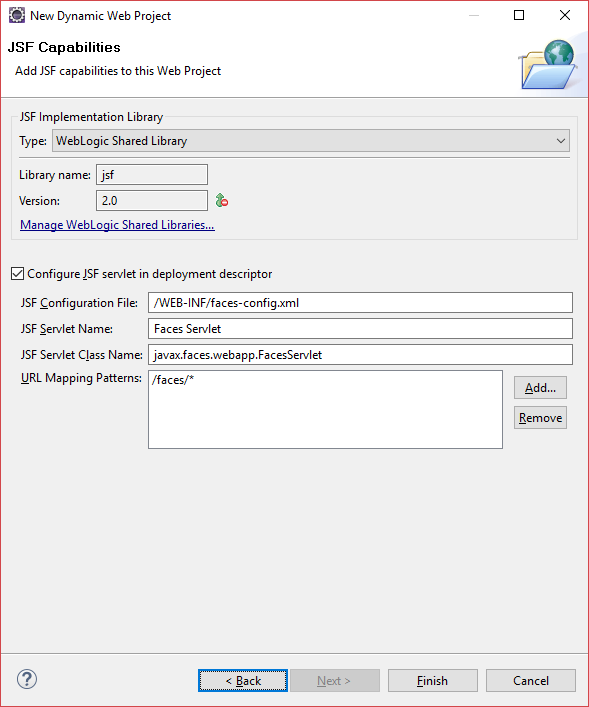 New Dynamic Web Project
JSF Capabilities
Add JSF capabilities to this Web Project
JSF Implementation Library
Type: WebLogic Shared Library
Library name: jsf
Version: 2.0
Manage WebLogic Shared Libraries...
Configure JSF servlet in deployment descriptor
JSF Configuration File: /WEB-INF/faces-config.xml
JSF Servlet Name: Faces Servlet
JSF Servlet Class Name: javax.faces.webapp.FacesServlet
URL Mapping Patterns: /faces/* Add...
Remove
? < Back Next > Finish Cancel